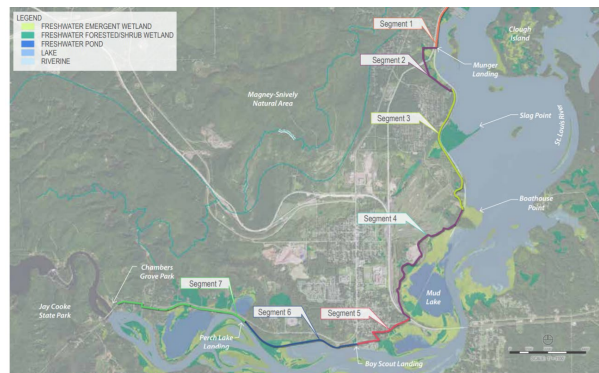 LEGEND
FRESHWATER EMERGENT WETLAND
FRESHWATER FORESTED/SHRUB WETLAND
FRESHWATER POND
LAKE
RIVERINE
Segment 1
Clough
Island
Segment 2
Munger
Landing
Magney-Snively
Natural Area
Segment 3
Slag Point
St. Louis River
Boathouse
Point
Segment 4
Chambers
Grove Park
Segment 7
Mud
Lake
Jay Cooke
State Park
Segment 6
Segment 5
Perch Lake
Landing
Boy Scout Landing